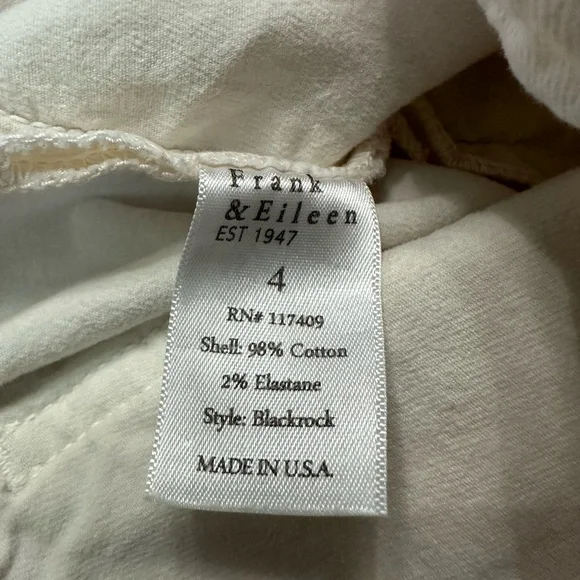 Frank
& Eileen
EST 1947
4
RN# 117409
Shell: 98% Cotton
2% Elastane
Style: Blackrock
MADE IN U.S.A.